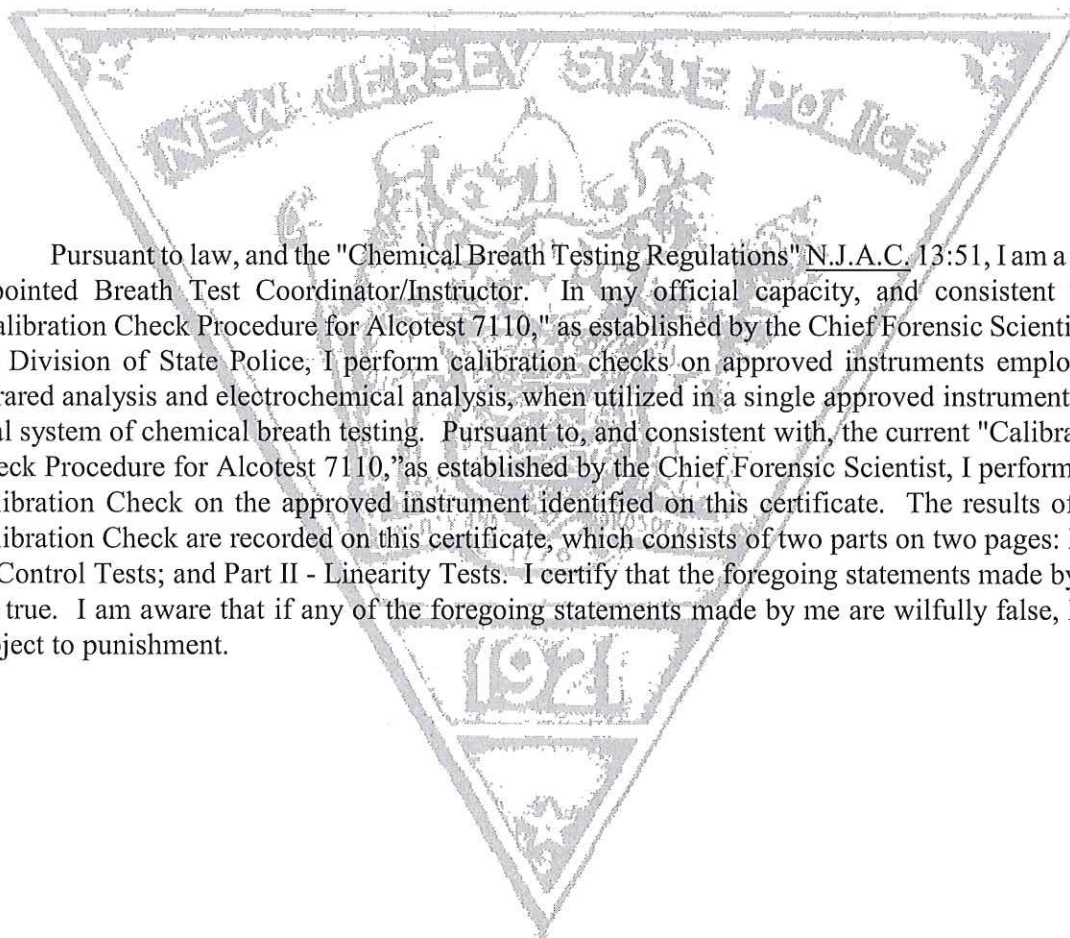 NEW JERSEY STATE POLICE
Pursuant to law, and the "Chemical Breath Testing Regulations" N.J.A.C. 13:51, I am a
pointed Breath Test Coordinator/Instructor. In my official capacity, and consistent
alibration Check Procedure for Alcotest 7110," as established by the Chief Forensic Scienti
Division of State Police, I perform calibration checks on approved instruments emplo
rared analysis and electrochemical analysis, when utilized in a single approved instrument
al system of chemical breath testing. Pursuant to, and consistent with, the current "Calibra
eck Procedure for Alcotest 7110,”as established by the Chief Forensic Scientist, I perform
libration Check on the approved instrument identified on this certificate. The results of
libration Check are recorded on this certificate, which consists of two parts on two pages:
Control Tests; and Part II - Linearity Tests. I certify that the foregoing statements made by
true. I am aware that if any of the foregoing statements made by me are wilfully false,
ject to punishment.
1921